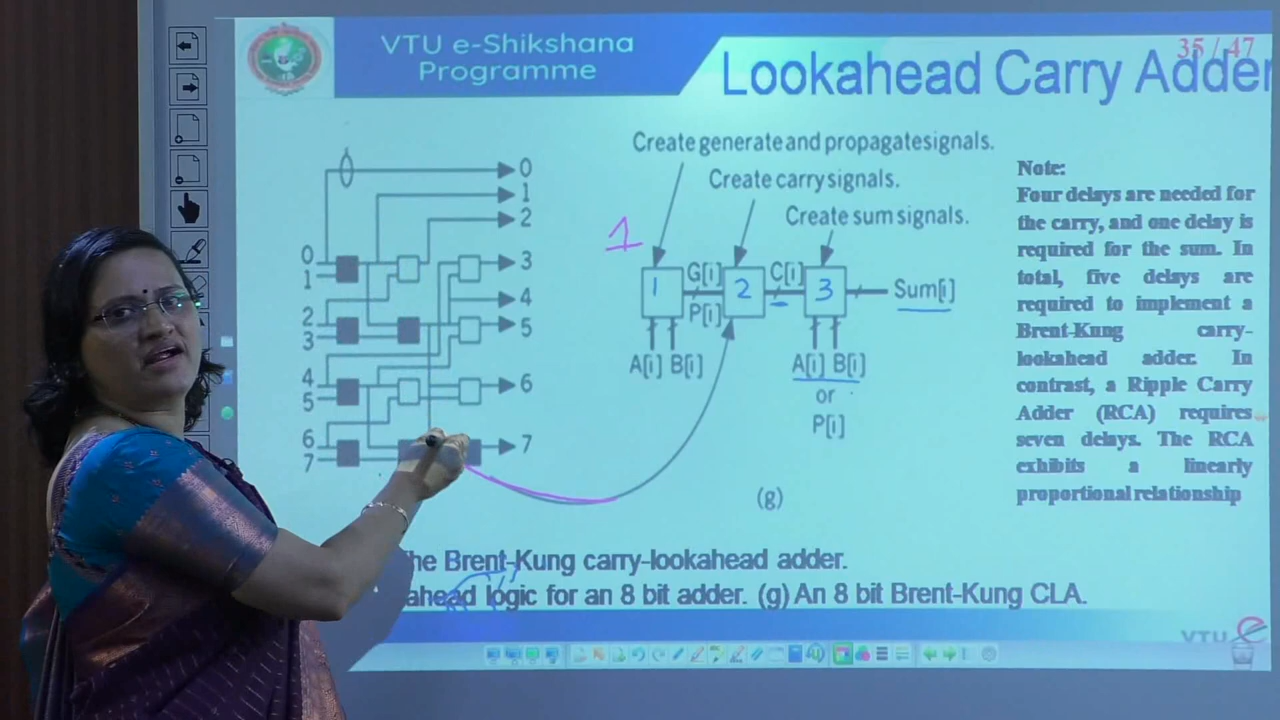 VTU e-Shikshana
Programme
Lookahead Carry Adder
35 / 47
Create generate and propagatesignals.
Create carry signals.
Create sum signals.
0
1
2
3
4
5
6
7
0
1
2
3
4
5
6
7
1
1
G[i]
P[i]
2
C[i]
3
Sum[i]
A[i] B[i]
A[i] B[i]
or
P[i]
(g)
Note:
Four delays are needed for
the carry, and one delay is
required for the sum. In
total, five delays are
required to implement a
Brent-Kung carry-
lookahead adder. In
contrast, a Ripple Carry
Adder (RCA) requires
seven delays. The RCA
exhibits a linearly
proportional relationship
Brent-Kung carry-lookahead adder.
logic for an 8 bit adder. (g) An 8 bit Brent-Kung CLA.
VTU e